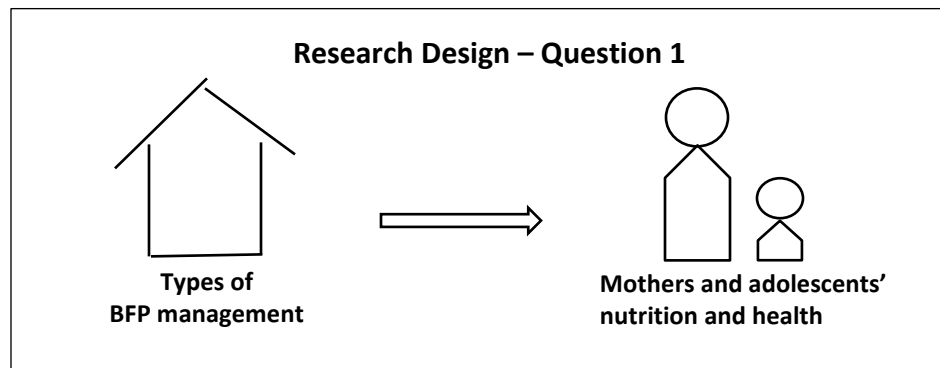 Research Design – Question 1
Types of
BFP management
Mothers and adolescents’
nutrition and health